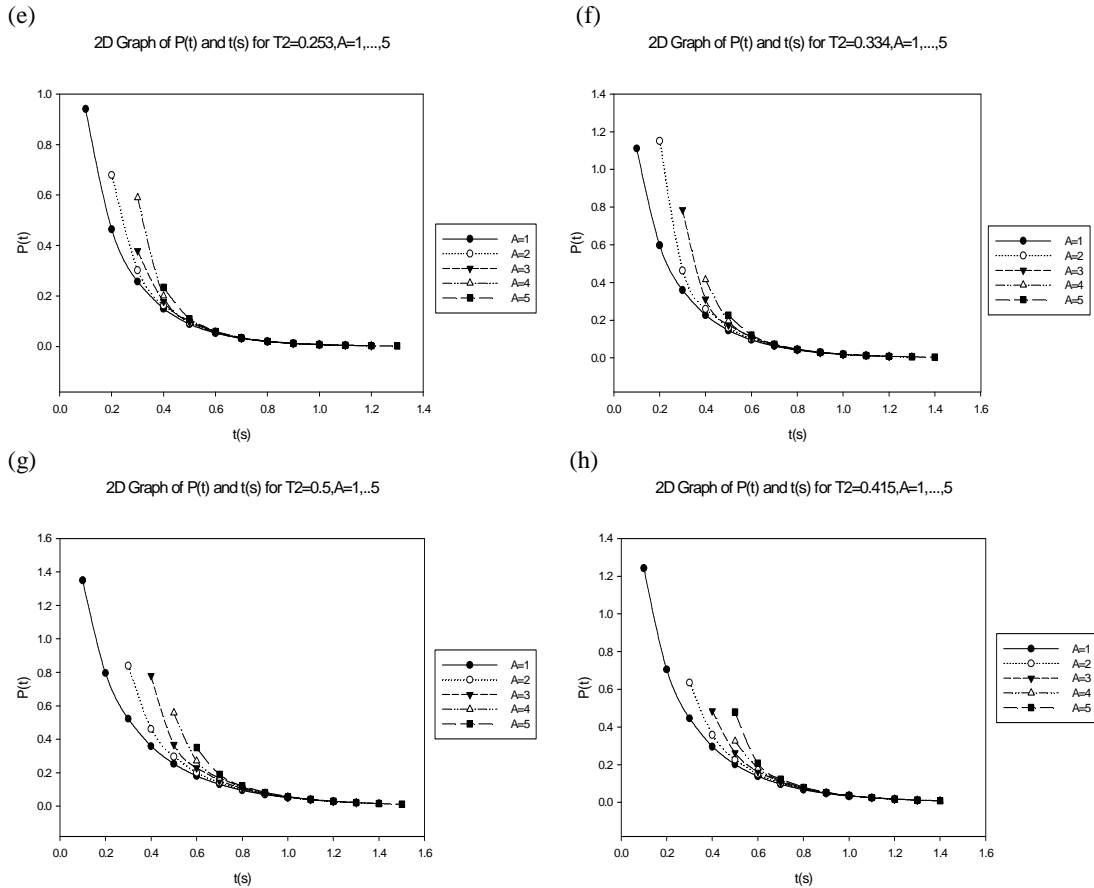 (e)
2D Graph of P(t) and t(s) for T2=0.253,A=1,...,5
1.0
0.8
0.6
0.4
0.2
0.0
P(t)
0.0 0.2 0.4 0.6 0.8 1.0 1.2 1.4
t(s)
A=1
A=2
A=3
A=4
A=5
(f)
2D Graph of P(t) and t(s) for T2=0.334,A=1,...,5
1.4
1.2
1.0
0.8
0.6
0.4
0.2
0.0
P(t)
0.0 0.2 0.4 0.6 0.8 1.0 1.2 1.4 1.6
t(s)
A=1
A=2
A=3
A=4
A=5
(g)
2D Graph of P(t) and t(s) for T2=0.5,A=1,..5
1.6
1.4
1.2
1.0
0.8
0.6
0.4
0.2
0.0
P(t)
0.0 0.2 0.4 0.6 0.8 1.0 1.2 1.4 1.6
t(s)
A=1
A=2
A=3
A=4
A=5
(h)
2D Graph of P(t) and t(s) for T2=0.415,A=1,...,5
1.4
1.2
1.0
0.8
0.6
0.4
0.2
0.0
P(t)
0.0 0.2 0.4 0.6 0.8 1.0 1.2 1.4 1.6
t(s)
A=1
A=2
A=3
A=4
A=5